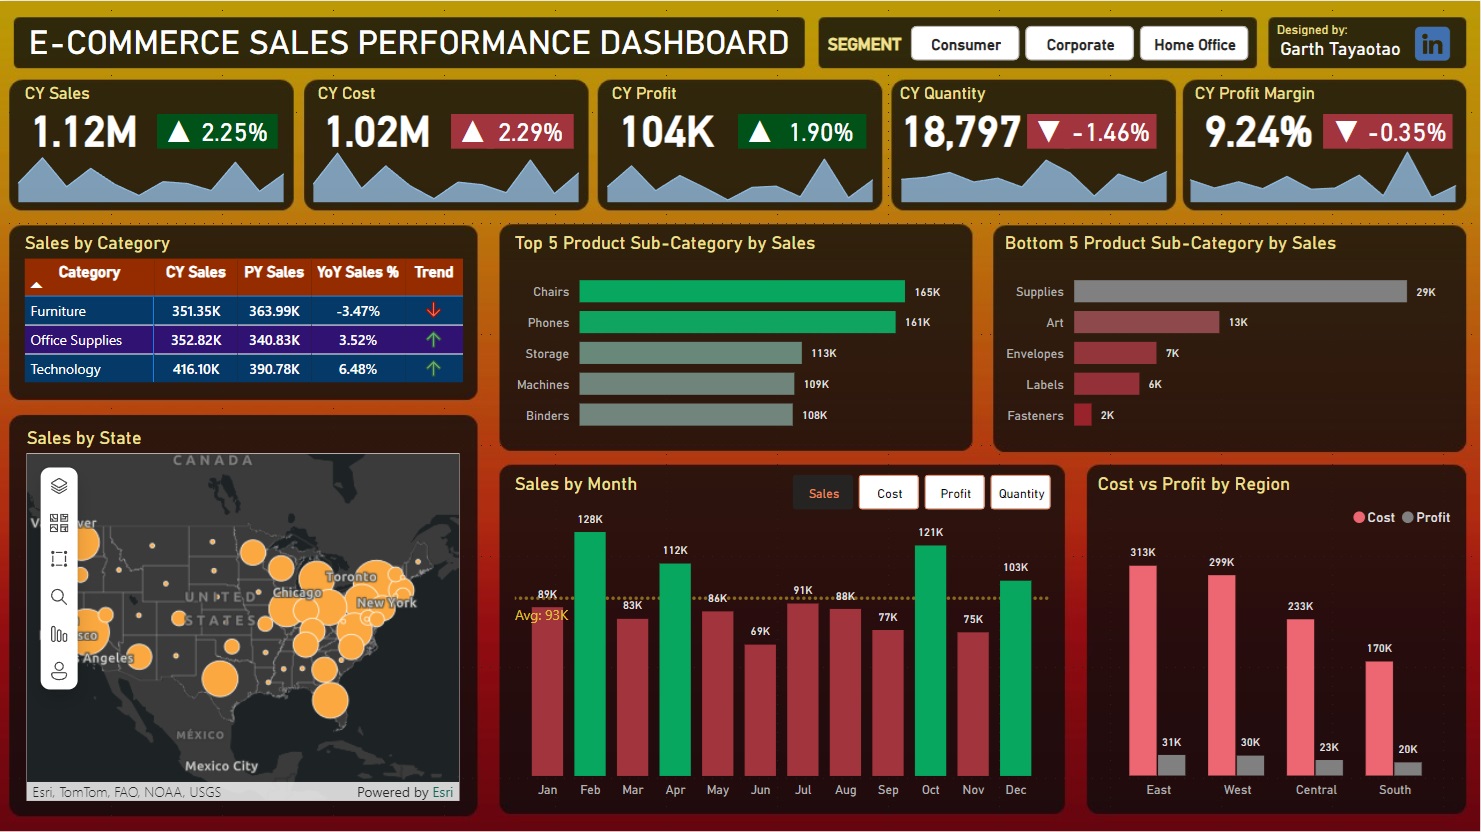 E-COMMERCE SALES PERFORMANCE DASHBOARD
SEGMENT
Consumer
Corporate
Home Office
Designed by:
Garth Tayaotao
in
CY Sales
1.12M
▲ 2.25%
CY Cost
1.02M
▲ 2.29%
CY Profit
104K
▲ 1.90%
CY Quantity
18,797
▼ -1.46%
CY Profit Margin
9.24%
▼ -0.35%
Sales by Category
Category CY Sales PY Sales YoY Sales % Trend
Furniture 351.35K 363.99K -3.47%
Office Supplies 352.82K 340.83K 3.52%
Technology 416.10K 390.78K 6.48%
Top 5 Product Sub-Category by Sales
Chairs 165K
Phones 161K
Storage 113K
Machines 109K
Binders 108K
Bottom 5 Product Sub-Category by Sales
Supplies 29K
Art 13K
Envelopes 7K
Labels 6K
Fasteners 2K
Sales by State
CANADA
Toronto
Chicago
UNITED
New York
STATES
Angeles
MÉXICO
Mexico City
Esri, TomTom, FAO, NOAA, USGS
Powered by Esri
Sales by Month
Sales
Cost
Profit
Quantity
89K
128K
83K
112K
86K
69K
91K
88K
77K
121K
75K
103K
Avg: 93K
Jan Feb Mar Apr May Jun Jul Aug Sep Oct Nov Dec
Cost vs Profit by Region
Cost Profit
313K
31K
299K
30K
233K
23K
170K
20K
East West Central South